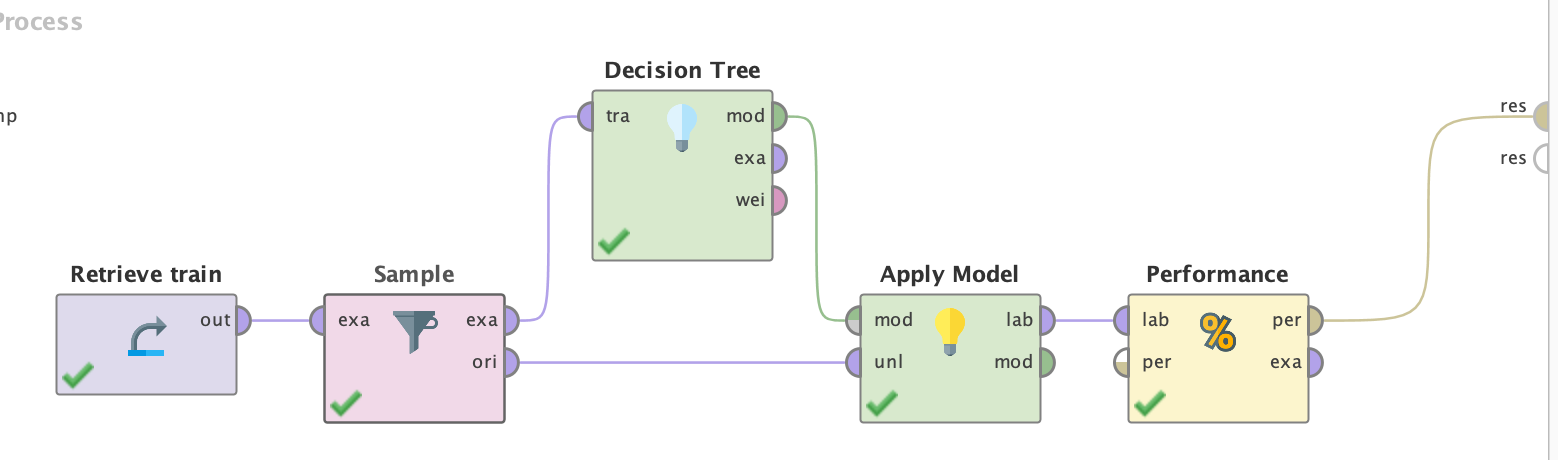 Process
Decision Tree
res
tra mod
res
exa
wei
Retrieve train
Sample
Apply Model
Performance
out
exa exa
mod lab
lab per
ori
unl mod
per exa